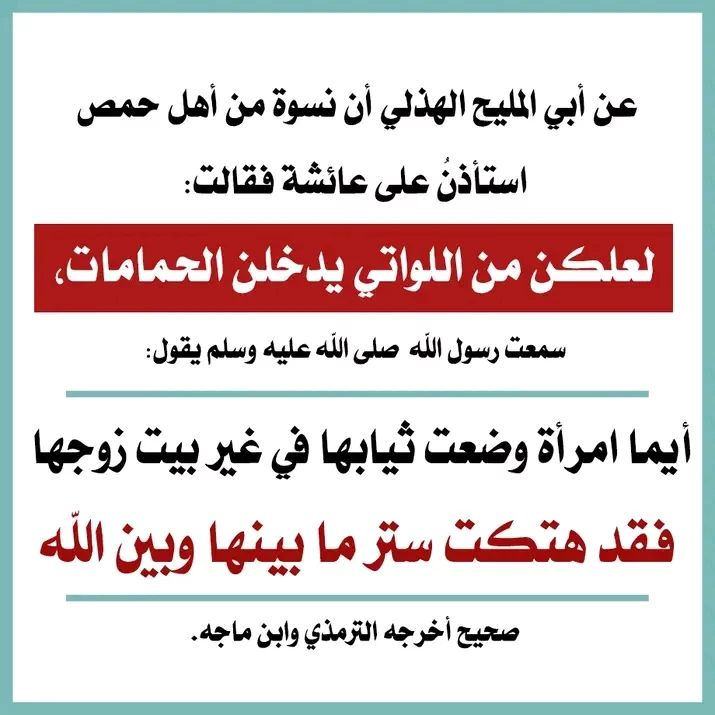 عن أبي المليح الهذلي أن نسوة من أهل حمص
استأذنُ على عائشة فقالت:
لعلكن من اللواتي يدخلن الحمامات،
سمعت رسول الله صلى الله عليه وسلم يقول:
أيما امرأة وضعت ثيابها في غير بيت زوجها
فقد هتكت ستر ما بينها وبين الله
صحيح أخرجه الترمذي وابن ماجه.